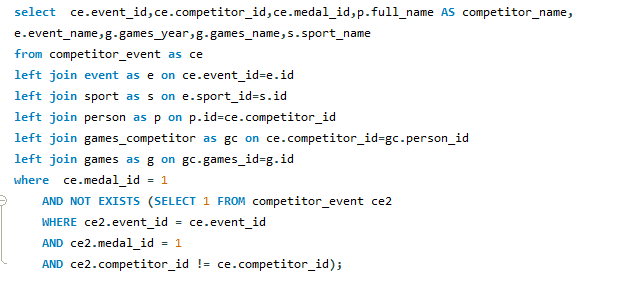 select  ce.event_id,ce.competitor_id,ce.medal_id,p.full_name AS competitor_name,
e.event_name,g.games_year,g.games_name,s.sport_name
from competitor_event as ce
left join event as e on ce.event_id=e.id
left join sport as s on e.sport_id=s.id
left join person as p on p.id=ce.competitor_id
left join games_competitor as gc on ce.competitor_id=gc.person_id
left join games as g on gc.games_id=g.id
where  ce.medal_id = 1
    AND NOT EXISTS (SELECT 1 FROM competitor_event ce2
    WHERE ce2.event_id = ce.event_id
    AND ce2.medal_id = 1
    AND ce2.competitor_id != ce.competitor_id);